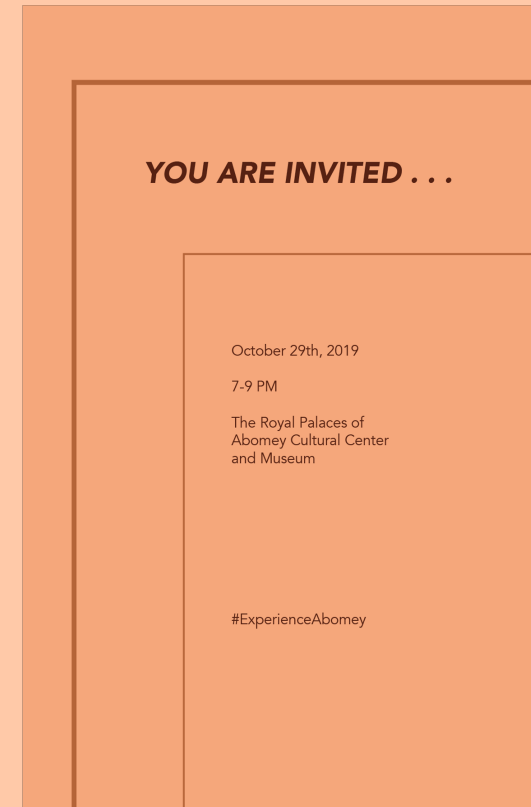 YOU ARE INVITED . . .
October 29th, 2019
7-9 PM
The Royal Palaces of
Abomey Cultural Center
and Museum
#ExperienceAbomey